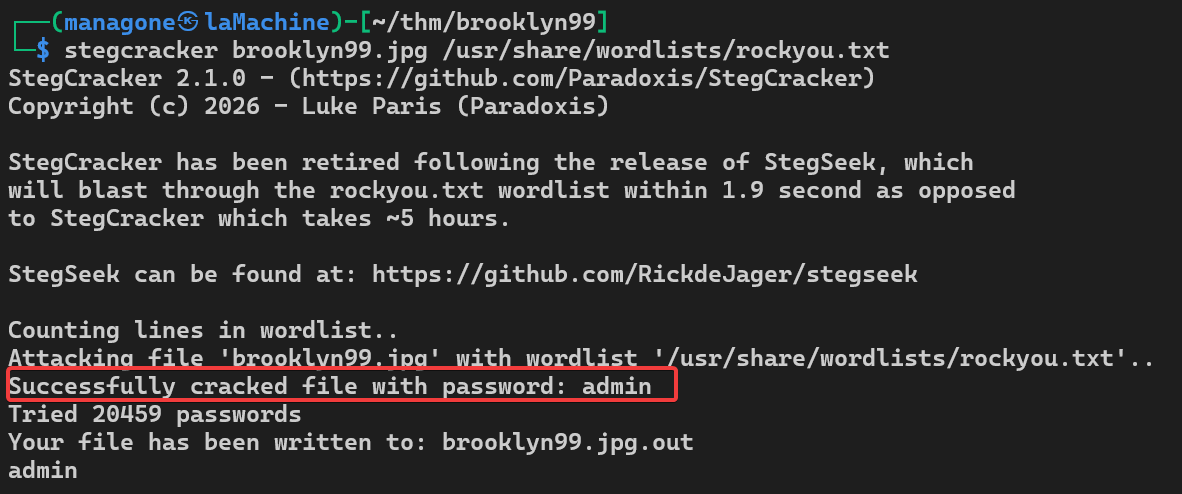 ┌──(managone㉿laMachine)-[~/thm/brooklyn99]
└─$ stegcracker brooklyn99.jpg /usr/share/wordlists/rockyou.txt
StegCracker 2.1.0 - (https://github.com/Paradoxis/StegCracker)
Copyright (c) 2026 - Luke Paris (Paradoxis)

StegCracker has been retired following the release of StegSeek, which
will blast through the rockyou.txt wordlist within 1.9 second as opposed
to StegCracker which takes ~5 hours.

StegSeek can be found at: https://github.com/RickdeJager/stegseek

Counting lines in wordlist..
Attacking file 'brooklyn99.jpg' with wordlist '/usr/share/wordlists/rockyou.txt'..
Successfully cracked file with password: admin
Tried 20459 passwords
Your file has been written to: brooklyn99.jpg.out
admin